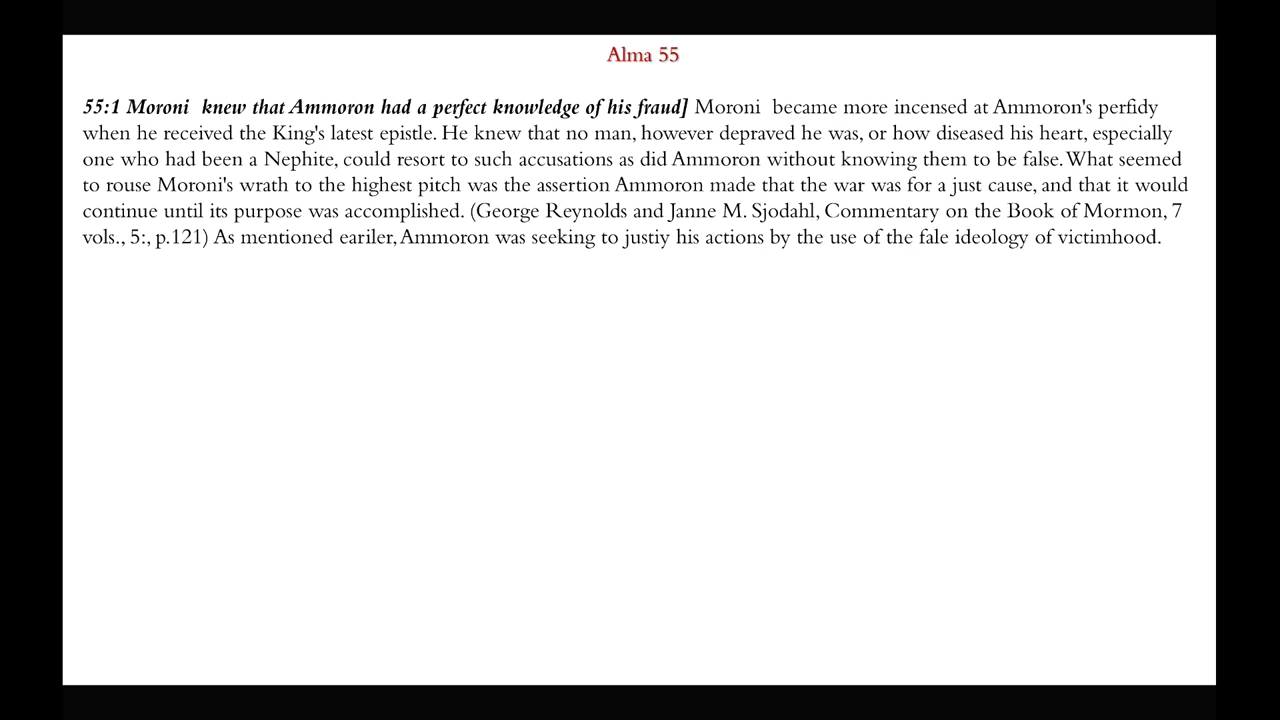 Alma 55
55:1 Moroni knew that Ammoron had a perfect knowledge of his fraud] Moroni became more incensed at Ammoron's perfidy
when he received the King's latest epistle. He knew that no man, however depraved he was, or how diseased his heart, especially
one who had been a Nephite, could resort to such accusations as did Ammoron without knowing them to be false. What seemed
to rouse Moroni's wrath to the highest pitch was the assertion Ammoron made that the war was for a just cause, and that it would
continue until its purpose was accomplished. (George Reynolds and Janne M. Sjodahl, Commentary on the Book of Mormon, 7
vols., 5:, p.121) As mentioned eariler, Ammoron was seeking to justiy his actions by the use of the fale ideology of victimhood.